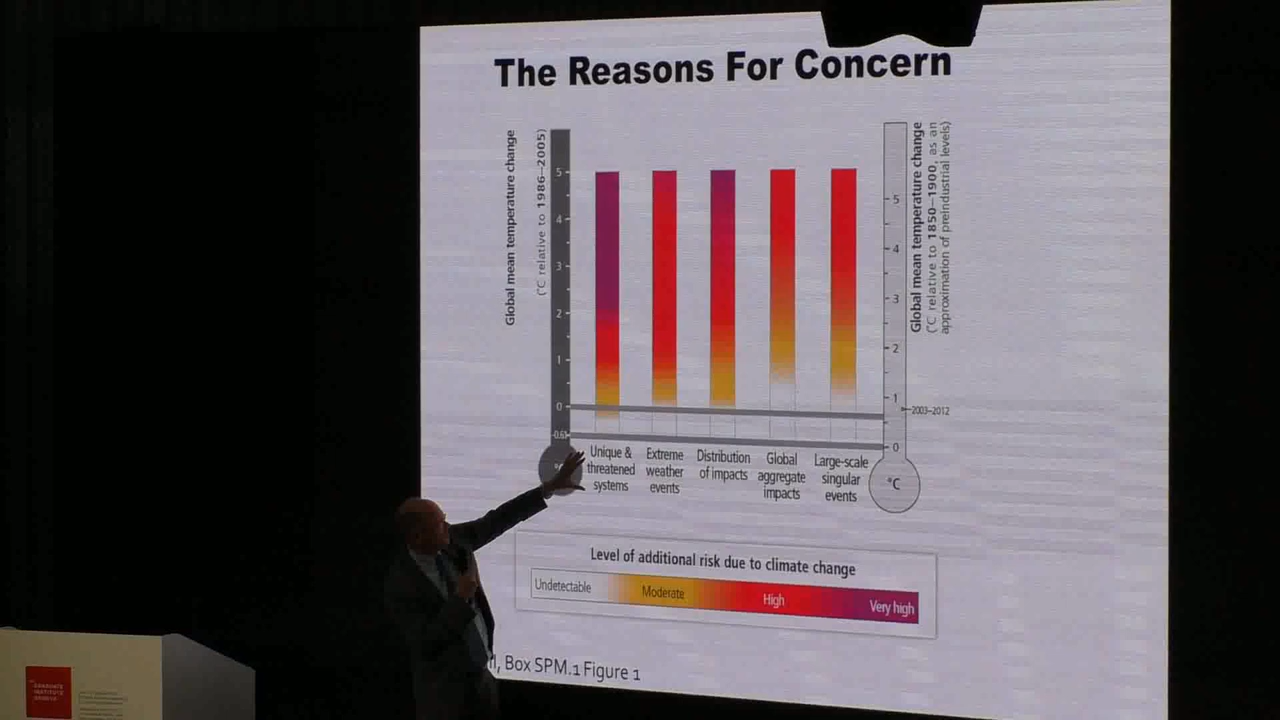 The Reasons For Concern
Global mean temperature change
(°C relative to 1986–2005)
5
4
3
2
1
0
-0.61
°C
Global mean temperature change
(°C relative to 1850–1900, as an
approximation of preindustrial levels)
5
4
3
2
1
0
2003–2012
°C
Unique &
threatened
systems
Extreme
weather
events
Distribution
of impacts
Global
aggregate
impacts
Large-scale
singular
events
Level of additional risk due to climate change
Undetectable
Moderate
High
Very high
Box SPM.1 Figure 1
GRADUATE
INSTITUTE
GENEVA